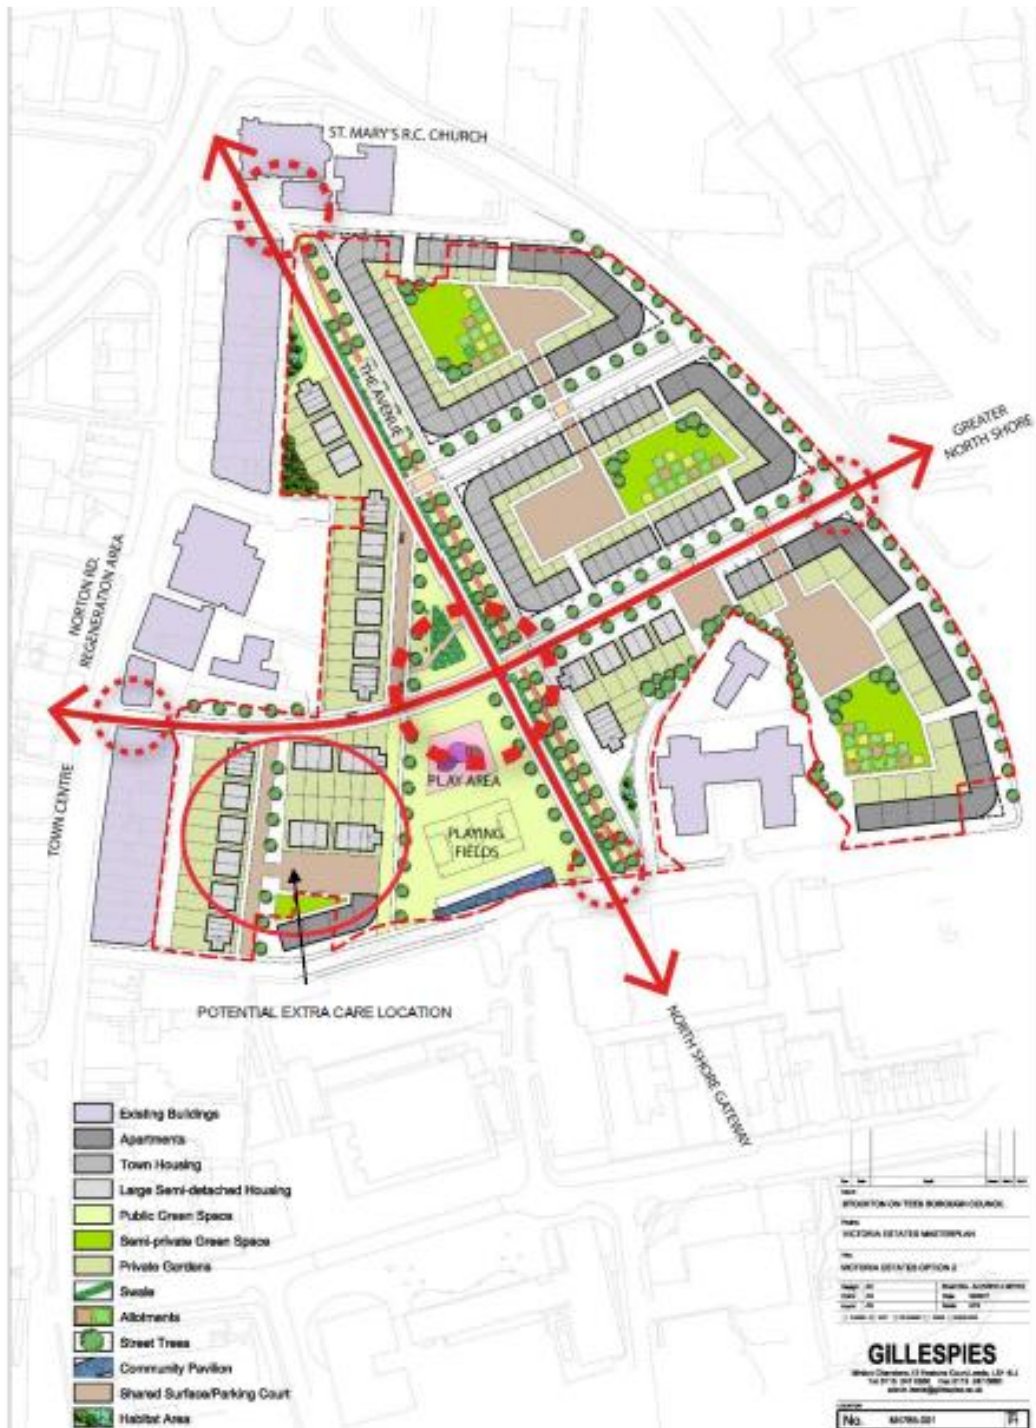 ST. MARY'S R.C. CHURCH
THE AVENUE
GREATER
NORTH SHORE
NORTON RD,
REGENERATION AREA
TOWN CENTRE
PLAY AREA
PLAYING
FIELDS
POTENTIAL EXTRA CARE LOCATION
NORTH SHORE GATEWAY
Existing Buildings
Apartments
Town Housing
Large Semi-detached Housing
Public Green Space
Semi-private Green Space
Private Gardens
Swale
Allotments
Street Trees
Community Pavilion
Shared Surface/Parking Court
Habitat Area
STOCKTON ON TEES BOROUGH COUNCIL
VICTORIA ESTATES MASTERPLAN
VICTORIA ESTATES OPTION 2
GILLESPIES
No.